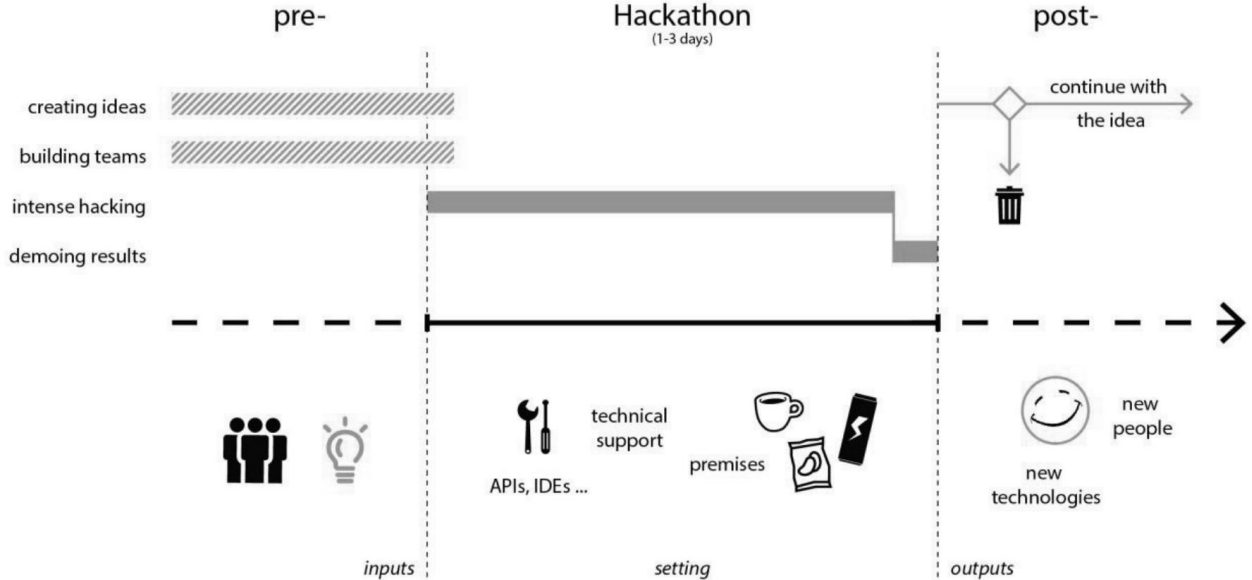 pre-
Hackathon
(1-3 days)
post-
creating ideas
building teams
intense hacking
demoing results
continue with
the idea
technical
support
APIs, IDEs ...
premises
new
people
new
technologies
inputs
setting
outputs